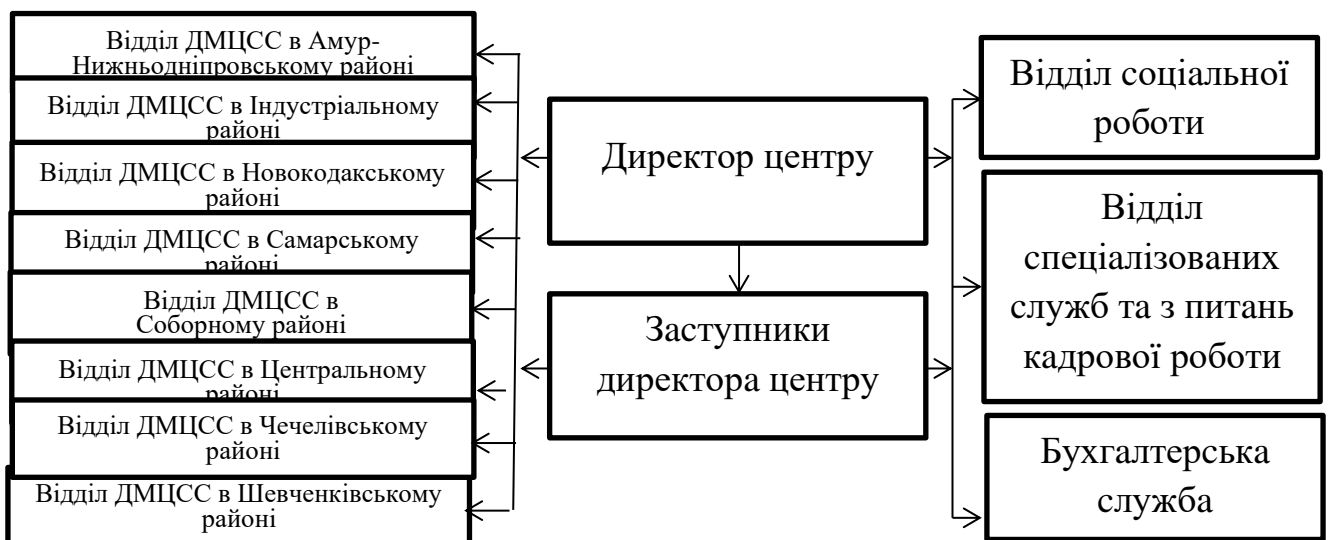 Відділ ДМЦСС в Амур-
Нижньодніпровському районі
Відділ ДМЦСС в Індустріальному
районі
Відділ ДМЦСС в Новокодакському
районі
Відділ ДМЦСС в Самарському
районі
Відділ ДМЦСС в
Соборному районі
Відділ ДМЦСС в Центральному
районі
Відділ ДМЦСС в Чечелівському
районі
Відділ ДМЦСС в Шевченківському
районі
Директор центру
Заступники
директора центру
Відділ соціальної
роботи
Відділ
спеціалізованих
служб та з питань
кадрової роботи
Бухгалтерська
служба